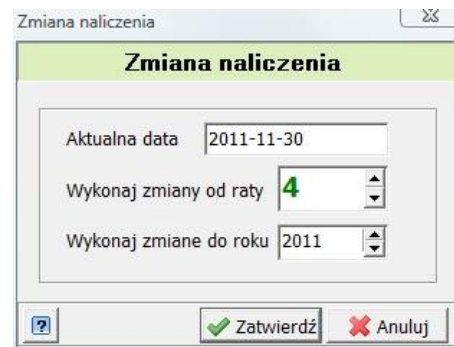 Zmiana naliczenia
Zmiana naliczenia
Aktualna data 2011-11-30
Wykonaj zmiany od raty 4
Wykonaj zmiane do roku 2011
? Zatwierdź Anuluj